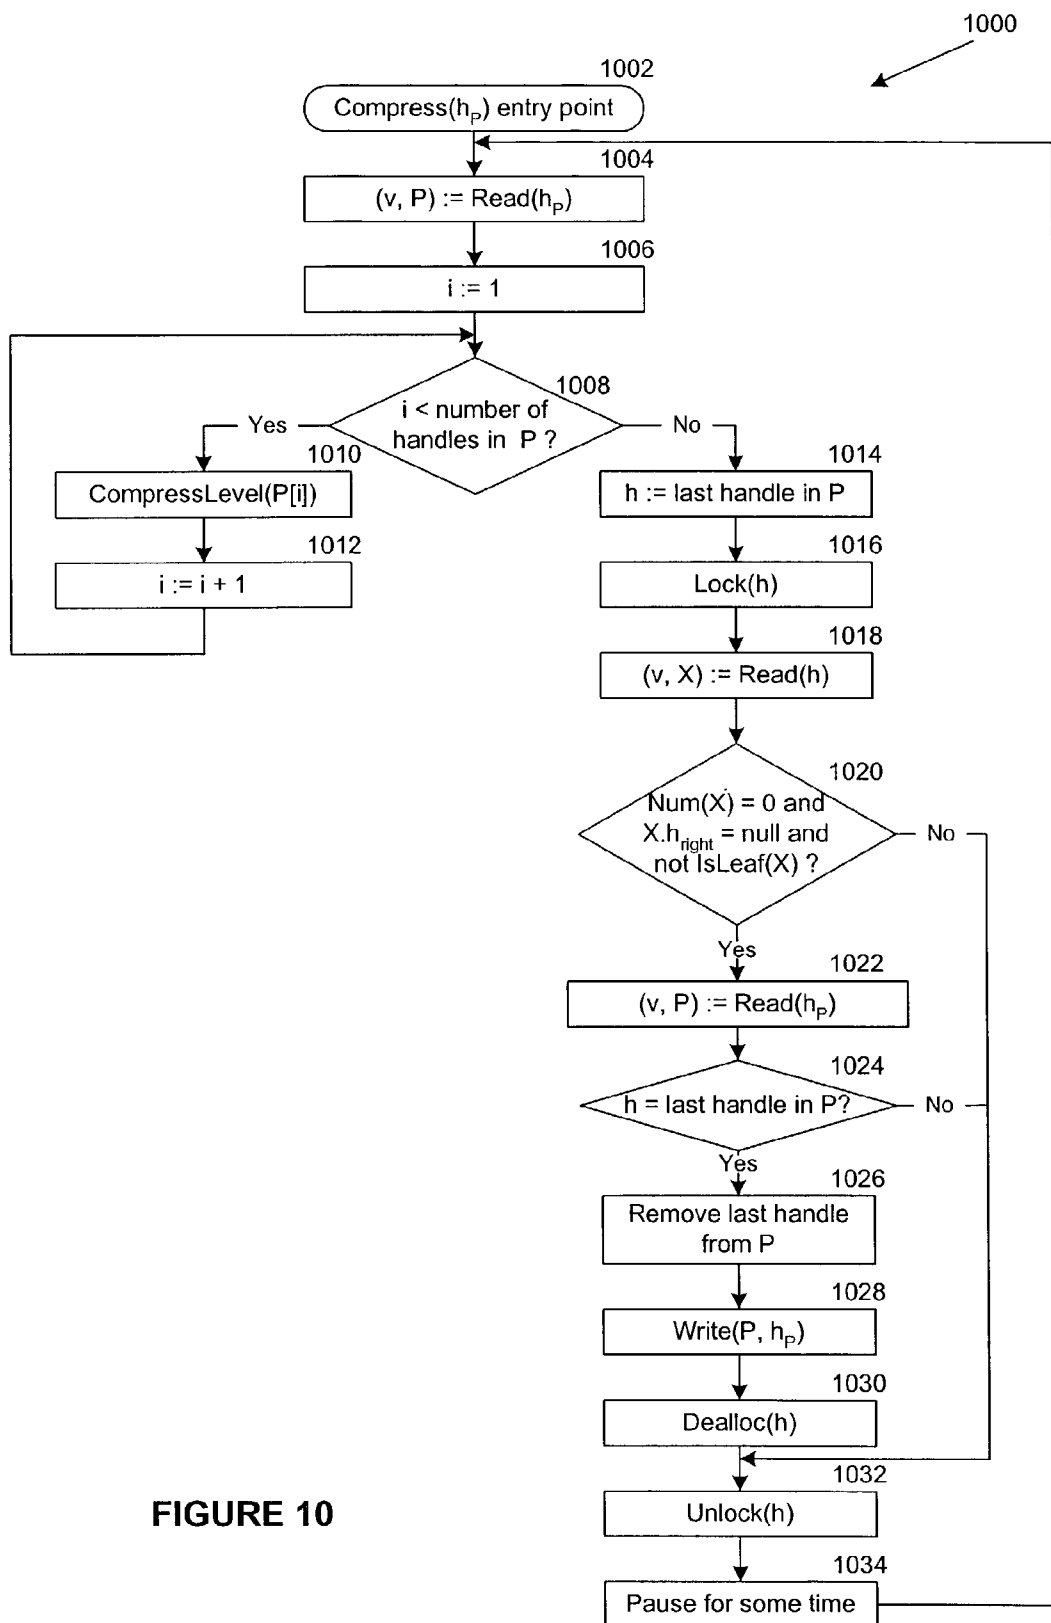 1000
1002
Compress(hP) entry point
1004
(v, P) := Read(hP)
1006
i := 1
1008
i < number of
handles in P ?
Yes
No
1010
CompressLevel(P[i])
1012
i := i + 1
1014
h := last handle in P
1016
Lock(h)
1018
(v, X) := Read(h)
1020
Num(X) = 0 and
X.hright = null and
not IsLeaf(X) ?
No
Yes
1022
(v, P) := Read(hP)
1024
h = last handle in P?
No
Yes
1026
Remove last handle
from P
1028
Write(P, hP)
1030
Dealloc(h)
1032
Unlock(h)
1034
Pause for some time
FIGURE 10